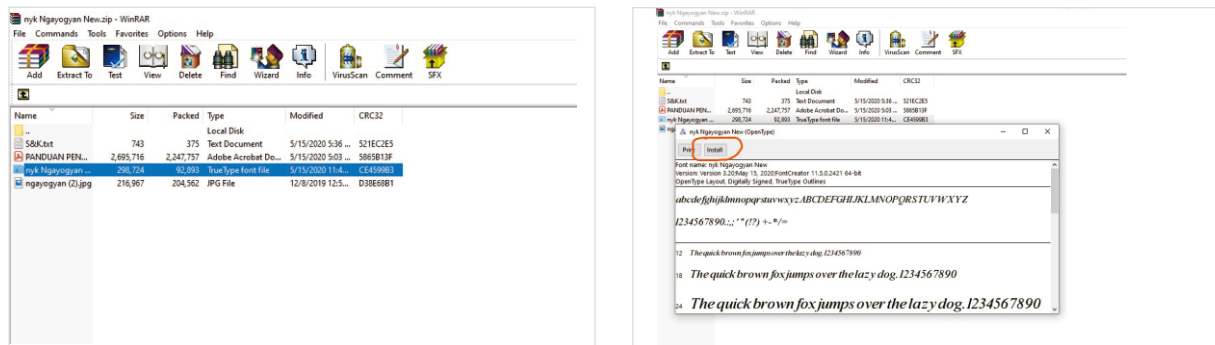 nyk Ngayogyan New.zip - WinRAR
File Commands Tools Favorites Options Help
Add Extract To Test View Delete Find Wizard Info VirusScan Comment SFX
Name Size Packed Type Modified CRC32
.. Local Disk
S&K.txt 743 375 Text Document 5/15/2020 5:36 ... 521EC2E5
PANDUAN PEN... 2,695,716 2,247,757 Adobe Acrobat Do... 5/15/2020 5:03 ... 5865B13F
nyk Ngayogyan ... 298,724 92,893 TrueType font file 5/15/2020 11:4... CE4599B3
ngayogyan (2).jpg 216,967 204,562 JPG File 12/8/2019 12:5... D38E68B1
nyk Ngayogyan New.zip - WinRAR
File Commands Tools Favorites Options Help
Add Extract To Test View Delete Find Wizard Info VirusScan Comment SFX
Name Size Packed Type Modified CRC32
.. Local Disk
S&K.txt 743 375 Text Document 5/15/2020 5:36 ... 521EC2E5
PANDUAN PEN... 2,695,716 2,247,757 Adobe Acrobat Do... 5/15/2020 5:03 ... 5865B13F
nyk Ngayogyan ... 298,724 92,893 TrueType font file 5/15/2020 11:4... CE4599B3
nyk Ngayogyan New (OpenType)
Print Install
Font name: nyk Ngayogyan New
Version: Version 3.20;May 15, 2020;FontCreator 11.5.0.2421 64-bit
OpenType Layout, Digitally Signed, TrueType Outlines
abcdefghijklmnopqrstuvwxyz ABCDEFGHIJKLMNOPQRSTUVWXYZ
1234567890.:,; ' " (!?) +-*/=
12 The quick brown fox jumps over the lazy dog. 1234567890
18 The quick brown fox jumps over the lazy dog. 1234567890
24 The quick brown fox jumps over the lazy dog. 1234567890